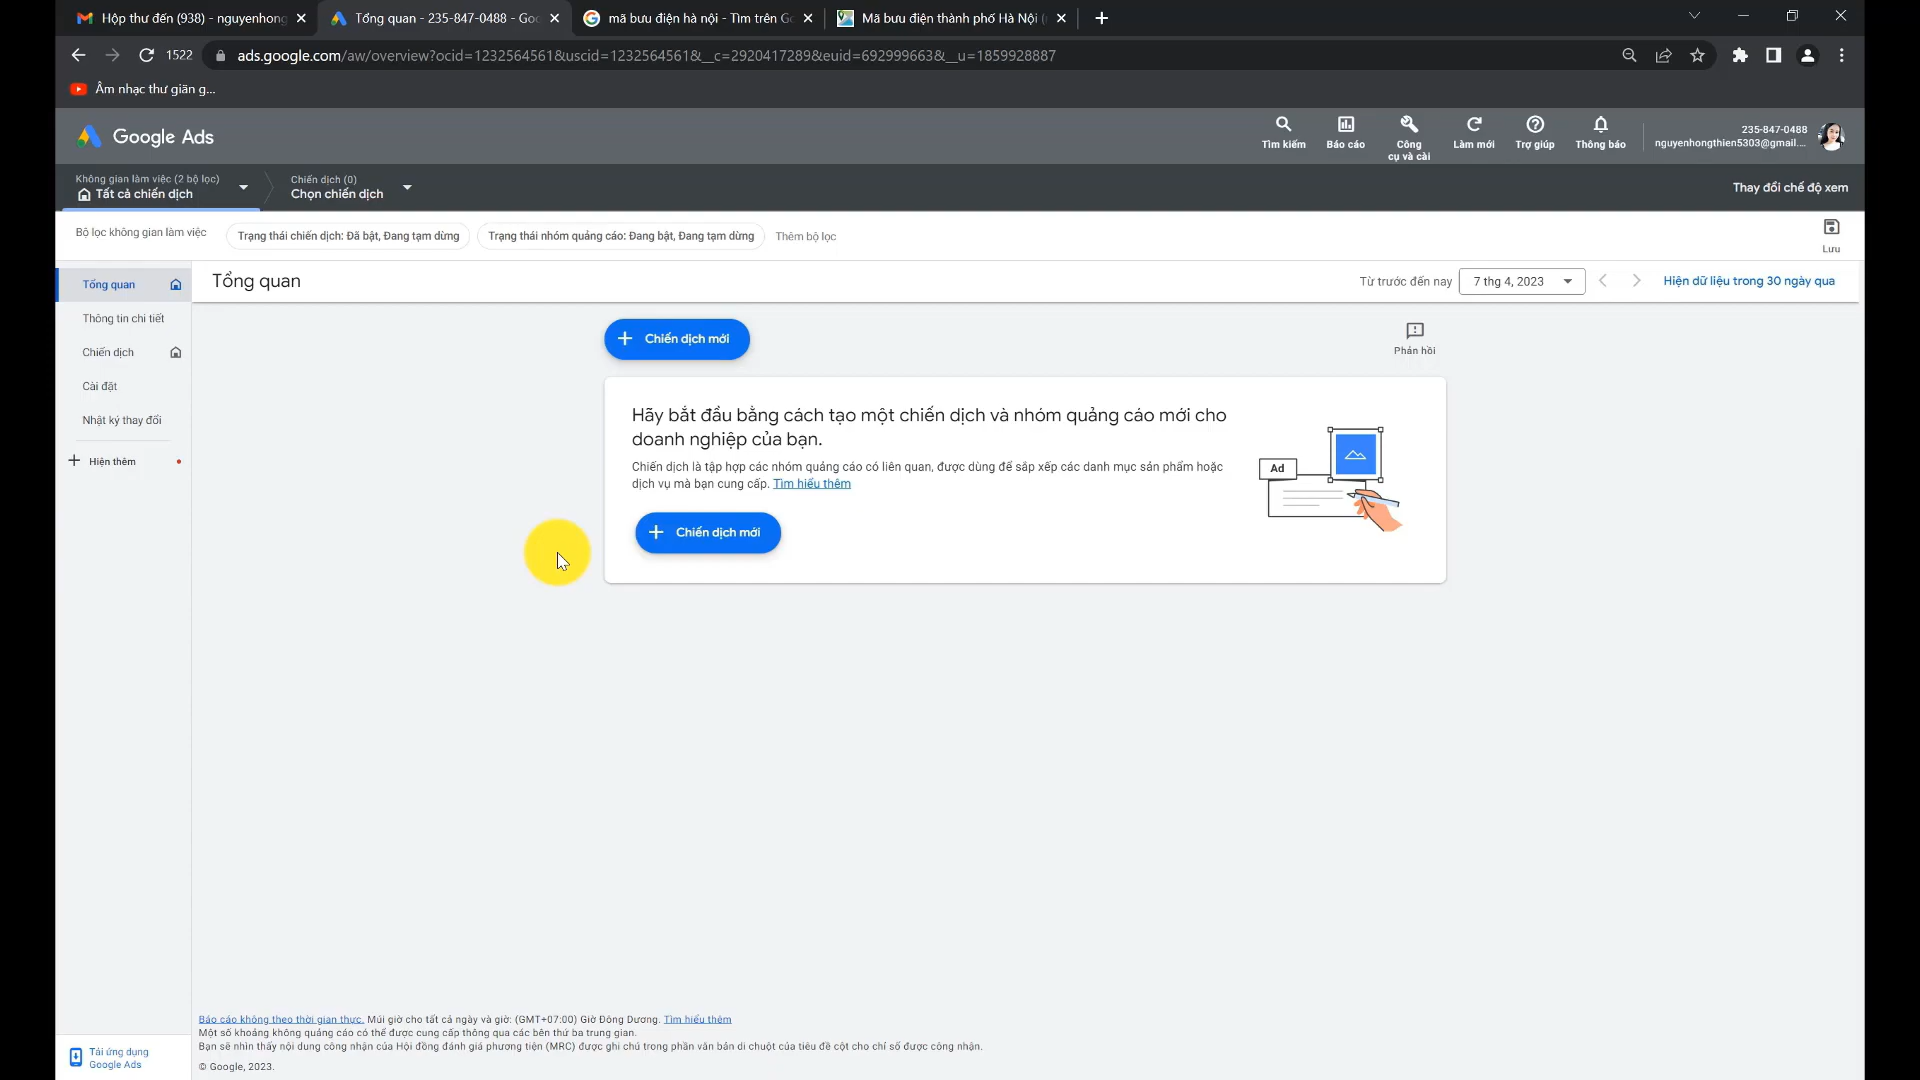 Hộp thư đến (938) - nguyenhong
Tổng quan - 235-847-0488 - Goo
mã bưu điện hà nội - Tìm trên Go
Mã bưu điện thành phố Hà Nội (
1522
ads.google.com/aw/overview?ocid=1232564561&uscid=1232564561&__c=2920417289&euid=692999663&__u=1859928887
Âm nhạc thư giãn g...
Google Ads
Tìm kiếm
Báo cáo
Công cụ và cài
Làm mới
Trợ giúp
Thông báo
235-847-0488
nguyenhongthien5303@gmail....
Không gian làm việc (2 bộ lọc)
Tất cả chiến dịch
Chiến dịch (0)
Chọn chiến dịch
Thay đổi chế độ xem
Bộ lọc không gian làm việc
Trạng thái chiến dịch: Đã bật, Đang tạm dừng
Trạng thái nhóm quảng cáo: Đang bật, Đang tạm dừng
Thêm bộ lọc
Lưu
Tổng quan
Thông tin chi tiết
Chiến dịch
Cài đặt
Nhật ký thay đổi
Hiện thêm
Tổng quan
Từ trước đến nay
7 thg 4, 2023
Hiện dữ liệu trong 30 ngày qua
Chiến dịch mới
Phản hồi
Hãy bắt đầu bằng cách tạo một chiến dịch và nhóm quảng cáo mới cho
doanh nghiệp của bạn.
Chiến dịch là tập hợp các nhóm quảng cáo có liên quan, được dùng để sắp xếp các danh mục sản phẩm hoặc
dịch vụ mà bạn cung cấp. Tìm hiểu thêm
Ad
Chiến dịch mới
Báo cáo không theo thời gian thực. Múi giờ cho tất cả ngày và giờ: (GMT+07:00) Giờ Đông Dương. Tìm hiểu thêm
Một số khoảng không quảng cáo có thể được cung cấp thông qua các bên thứ ba trung gian.
Bạn sẽ nhìn thấy nội dung công nhận của Hội đồng đánh giá phương tiện (MRC) được ghi chú trong phần văn bản di chuột của tiêu đề cột cho chỉ số được công nhận.
© Google, 2023.
Tải ứng dụng
Google Ads